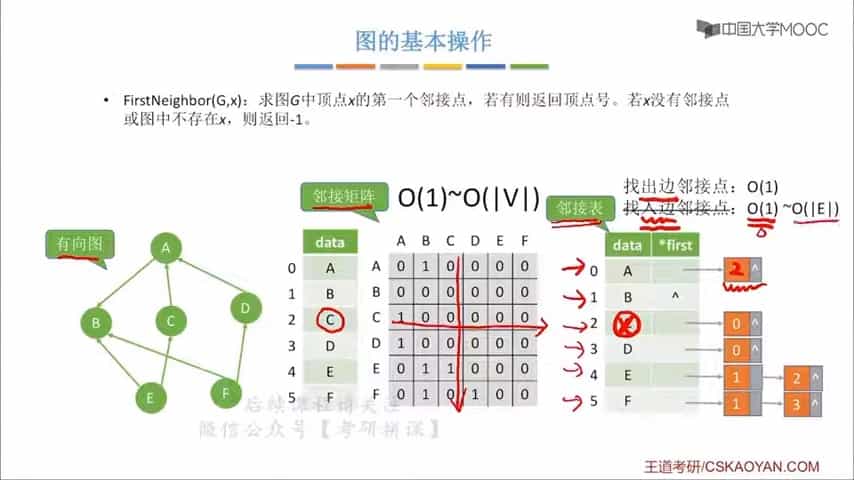 中国大学MOOC
图的基本操作
• FirstNeighbor(G,x)：求图G中顶点x的第一个邻接点，若有则返回顶点号。若x没有邻接点
或图中不存在x，则返回-1。
邻接矩阵
O(1)~O(|V|)
找出边邻接点：O(1)
找入边邻接点：O(1) ~O(|E|)
邻接表
有向图
A
B
C
D
E
F
data
0 A
1 B
2 C
3 D
4 E
5 F
A B C D E F
A 0 1 0 0 0 0
B 0 0 0 0 0 0
C 1 0 0 0 0 0
D 1 0 0 0 0 0
E 0 1 1 0 0 0
F 0 1 0 1 0 0
data *first
0 A 2 ^
1 B ^
2 0 ^
3 D 0 ^
4 E 1 2 ^
5 F 1 3 ^
后续课程请关注
微信公众号【考研拼课】
王道考研/CSKAOYAN.COM